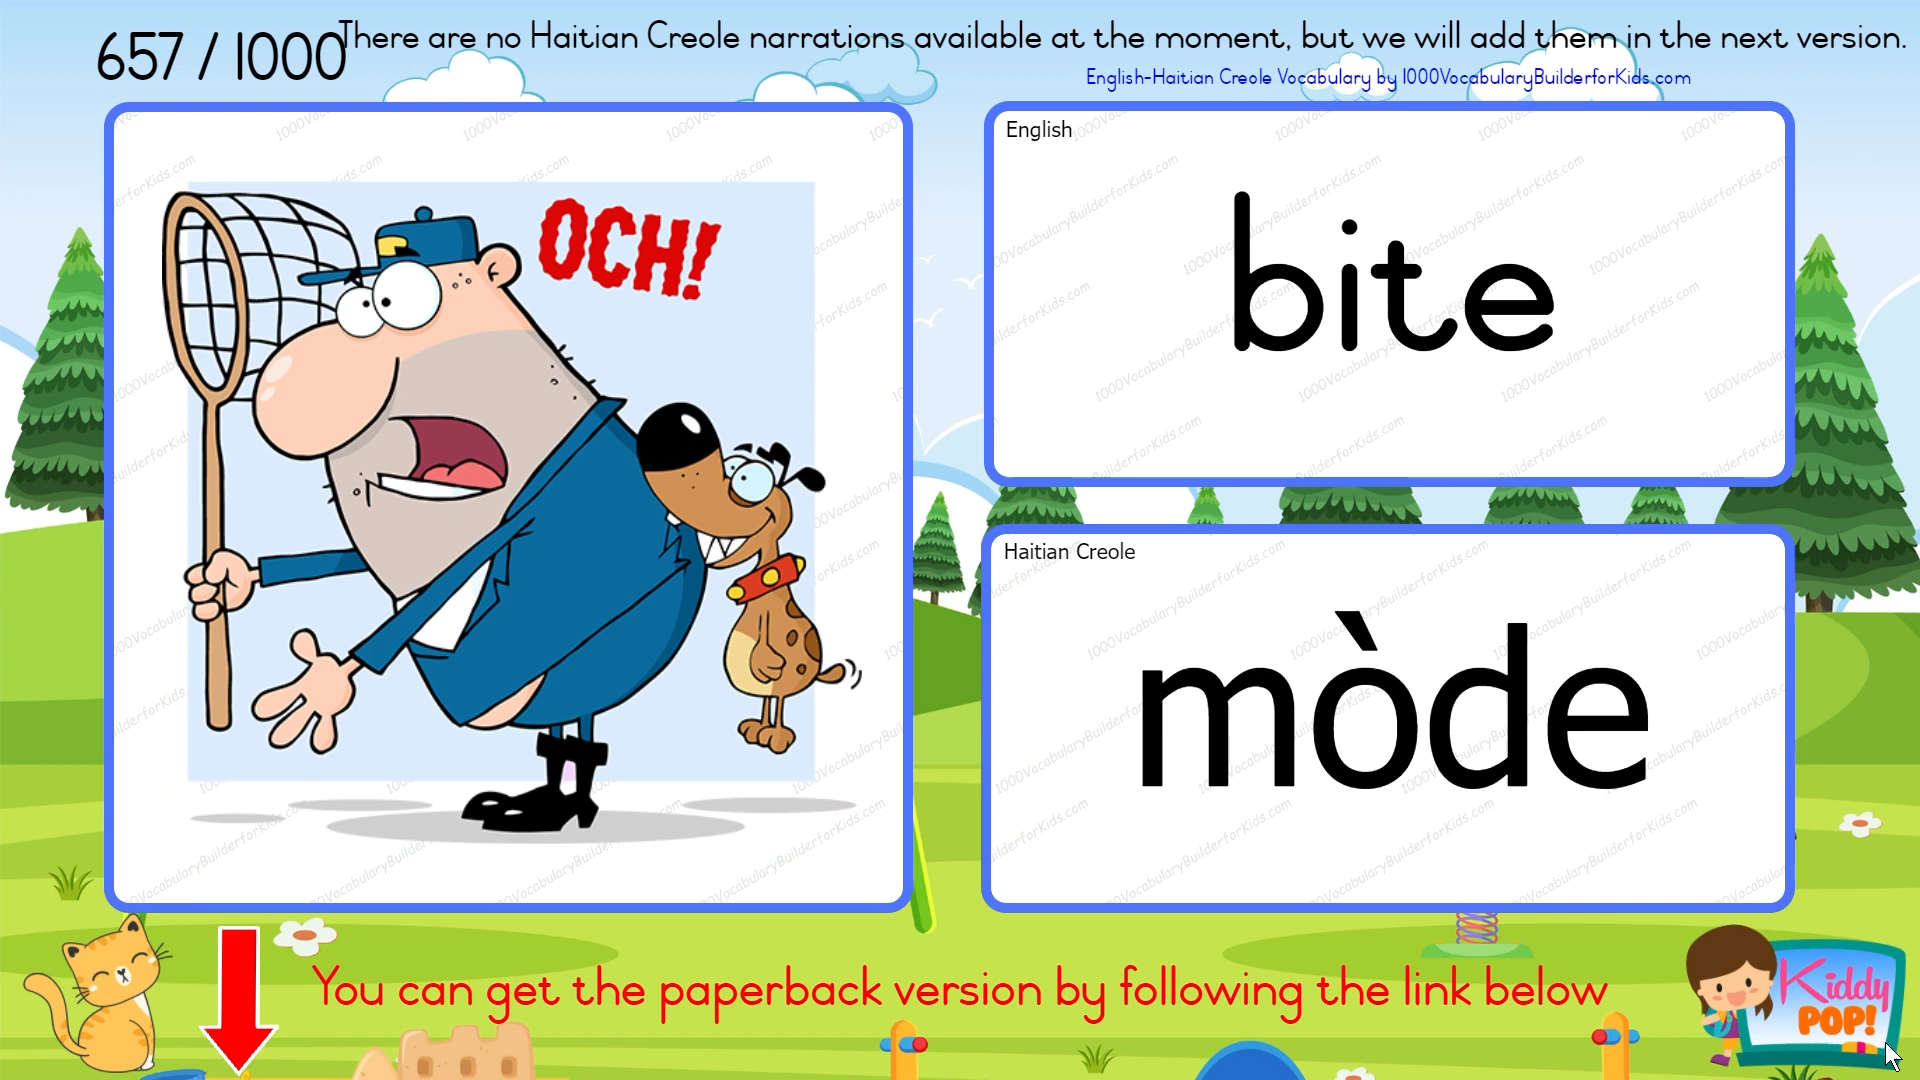 657 / 1000
There are no Haitian Creole narrations available at the moment, but we will add them in the next version.
English-Haitian Creole Vocabulary by 1000VocabularyBuilderforKids.com
OCH!
English
bite
Haitian Creole
mòde
You can get the paperback version by following the link below
Kiddy
POP!